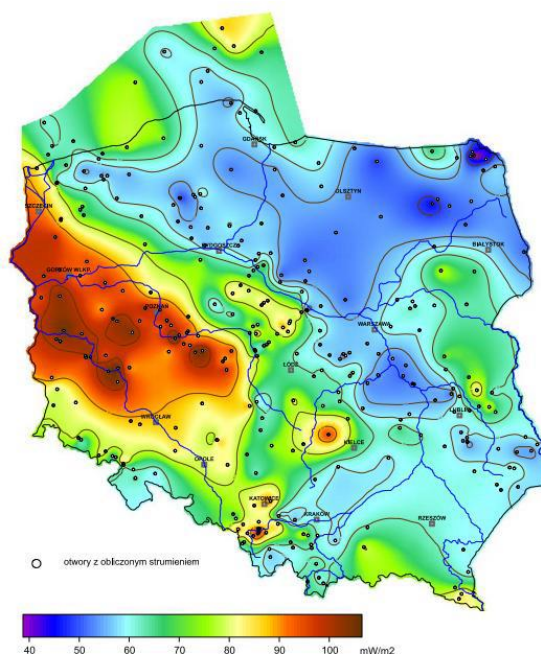 GDAŃSK
OLSZTYN
SZCZECIN
BYDGOSZCZ
BIAŁYSTOK
GORZÓW WLKP.
POZNAŃ
WARSZAWA
ŁÓDŹ
LUBLIN
WROCŁAW
KIELCE
OPOLE
KATOWICE
KRAKÓW
RZESZÓW
otwory z obliczonym strumieniem
40 50 60 70 80 90 100 mW/m2